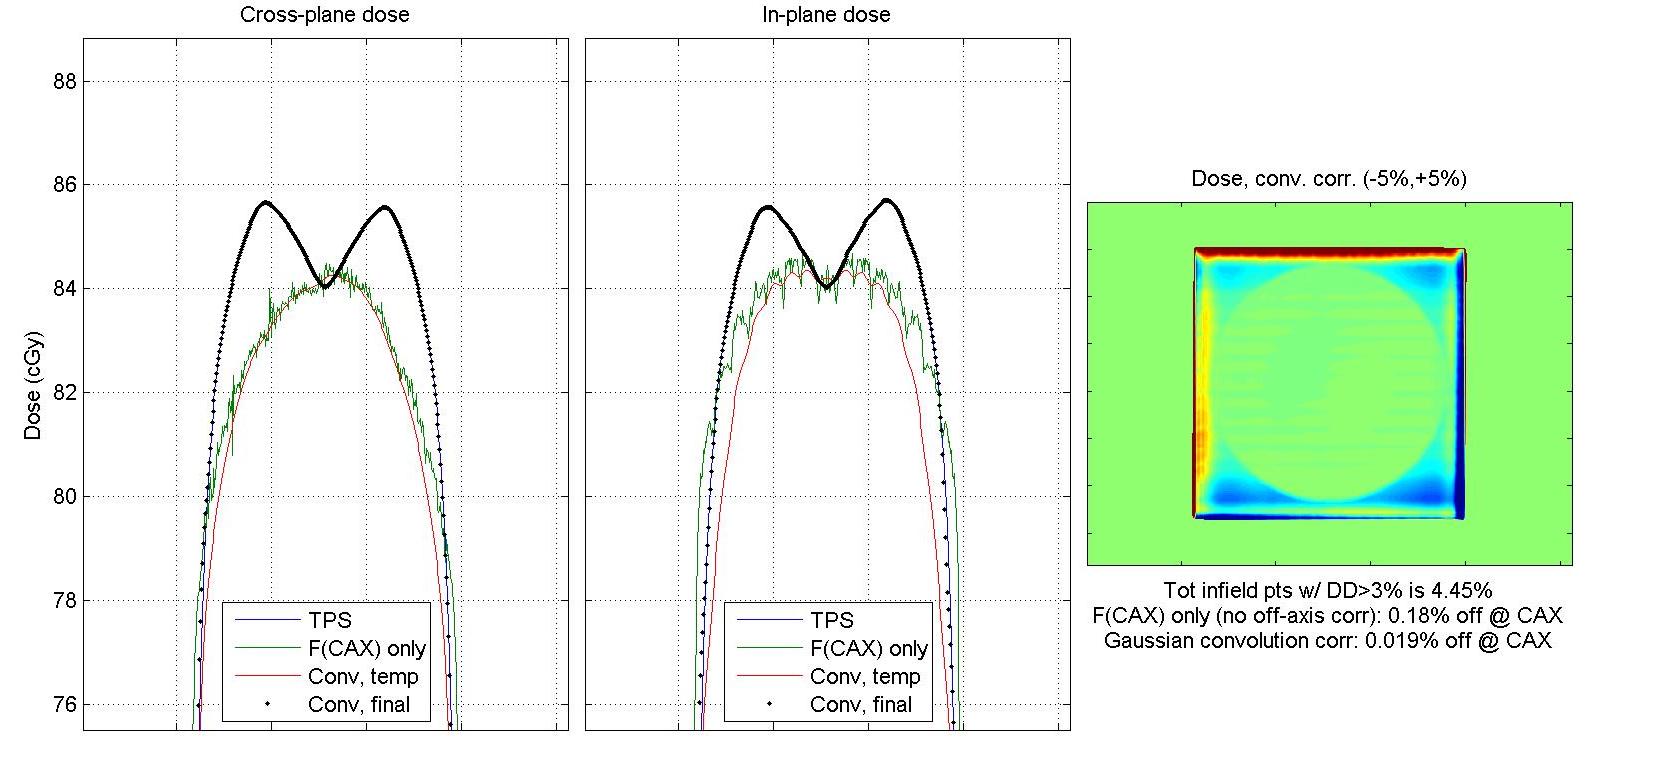 Cross-plane dose
In-plane dose
Dose (cGy)
88
86
84
82
80
78
76
TPS
F(CAX) only
Conv, temp
Conv, final
TPS
F(CAX) only
Conv, temp
Conv, final
Dose, conv. corr. (-5%,+5%)
Tot infield pts w/ DD>3% is 4.45%
F(CAX) only (no off-axis corr): 0.18% off @ CAX
Gaussian convolution corr: 0.019% off @ CAX